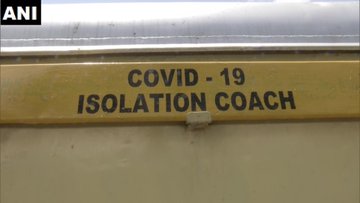 ANI
COVID - 19
ISOLATION COACH